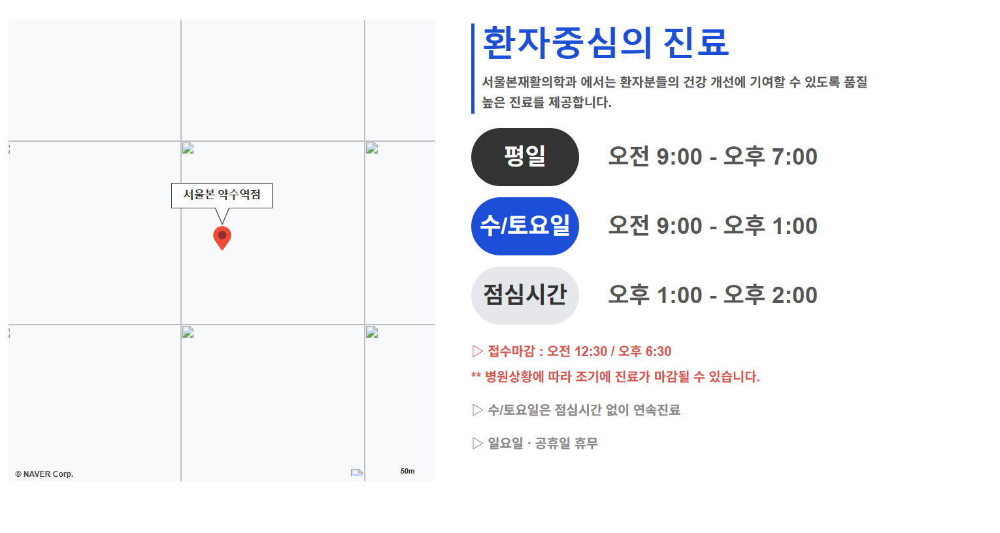 서울본 약수역점
© NAVER Corp.
50m
환자중심의 진료
서울본재활의학과 에서는 환자분들의 건강 개선에 기여할 수 있도록 품질
높은 진료를 제공합니다.
평일 오전 9:00 - 오후 7:00
수/토요일 오전 9:00 - 오후 1:00
점심시간 오후 1:00 - 오후 2:00
▷ 접수마감 : 오전 12:30 / 오후 6:30
** 병원상황에 따라 조기에 진료가 마감될 수 있습니다.
▷ 수/토요일은 점심시간 없이 연속진료
▷ 일요일 · 공휴일 휴무